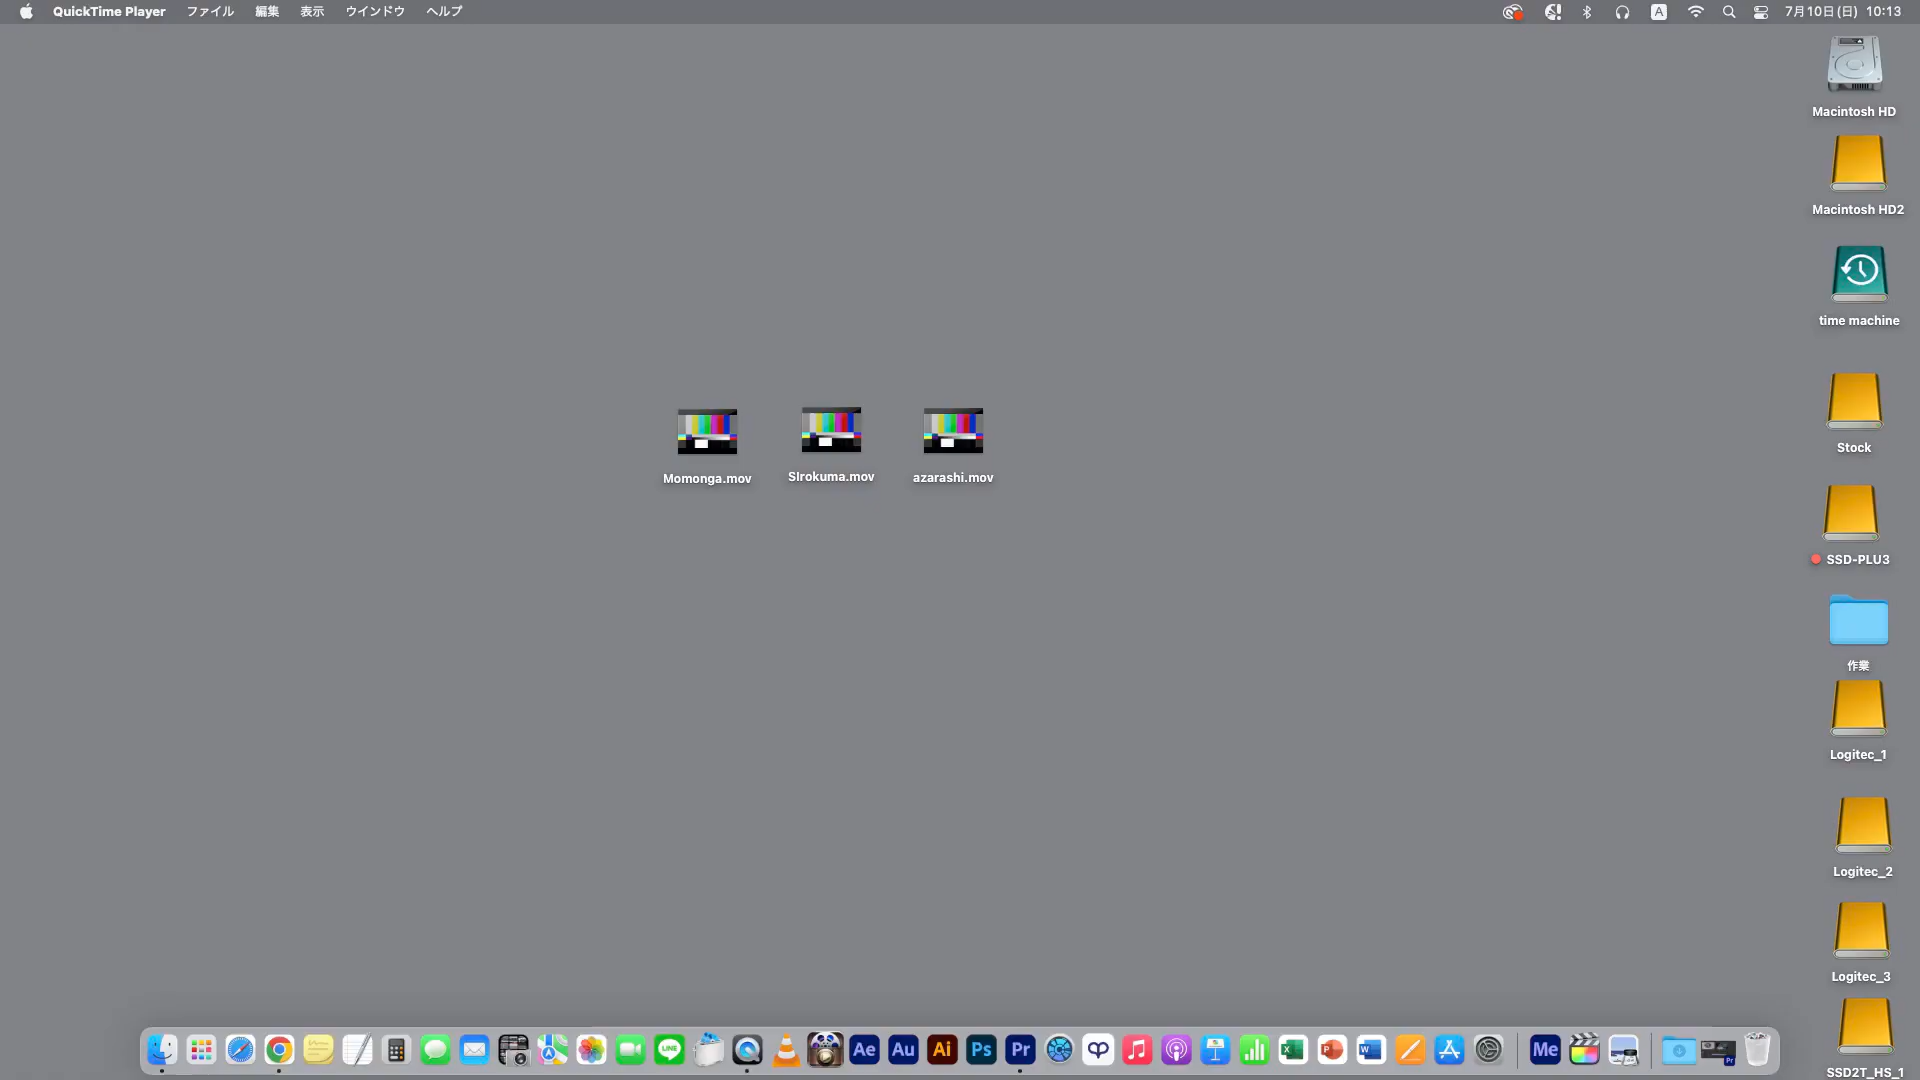 QuickTime Player ファイル 編集 表示 ウインドウ ヘルプ A 7月10日(日) 10:13
Macintosh HD
Macintosh HD2
time machine
Stock
Momonga.mov SIrokuma.mov azarashi.mov
SSD-PLU3
作業
Logitec_1
Logitec_2
Logitec_3
SSD2T_HS_1
LINE Ae Au Ai Ps Pr X P W Me Pr